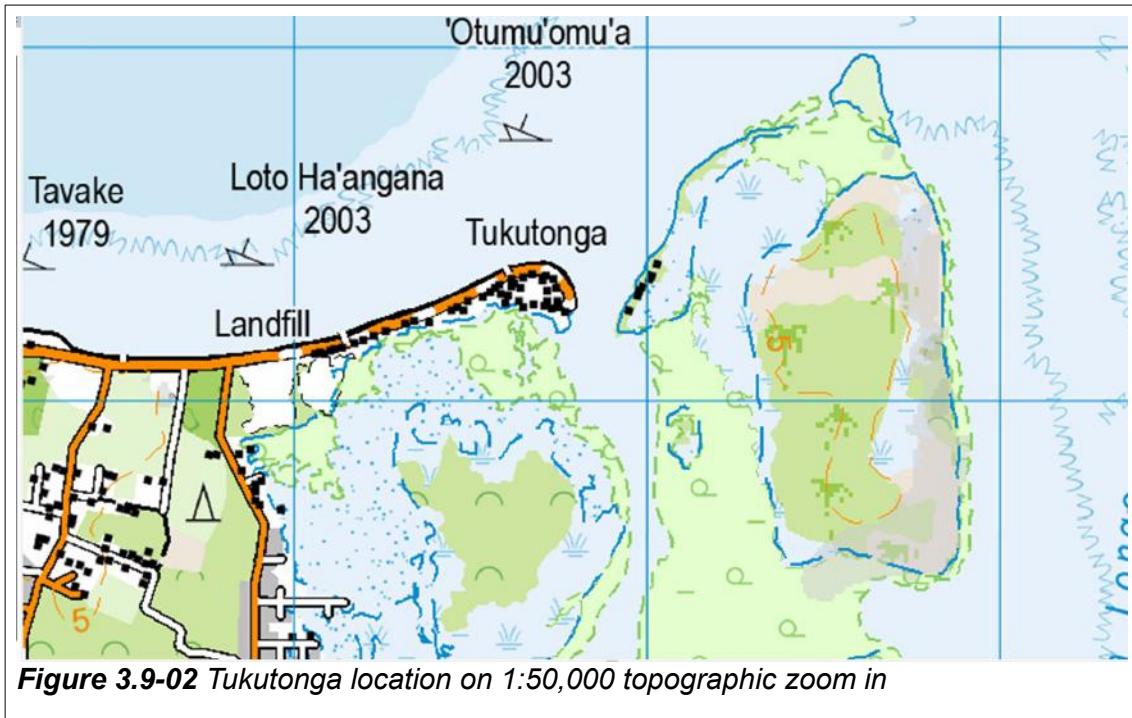 'Otumu'omu'a
2003
Loto Ha'angana
2003
Tavake
1979
Tukutonga
Landfill
5
5
Figure 3.9-02 Tukutonga location on 1:50,000 topographic zoom in